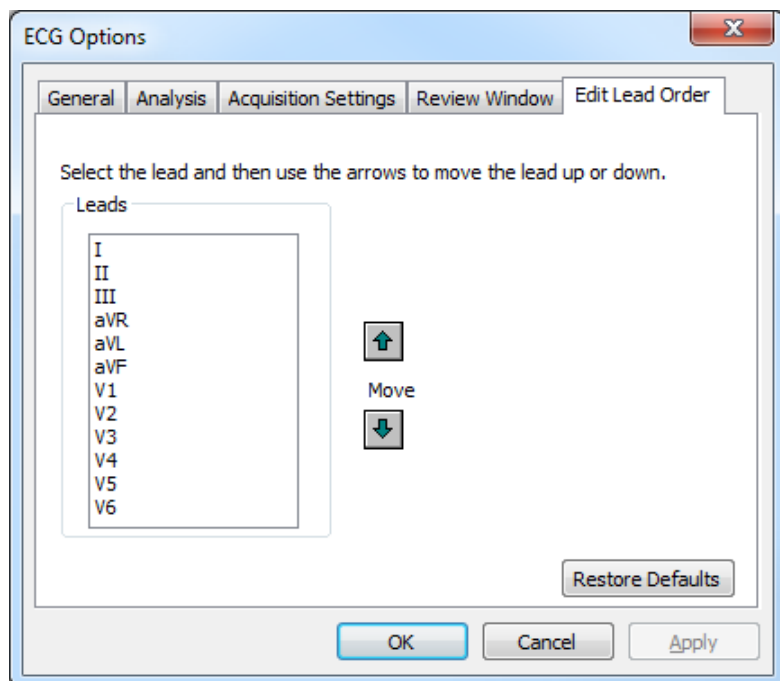 ECG Options
X
General Analysis Acquisition Settings Review Window Edit Lead Order
Select the lead and then use the arrows to move the lead up or down.
Leads
I
II
III
aVR
aVL
aVF
V1
V2
V3
V4
V5
V6
Move
Restore Defaults
OK Cancel Apply